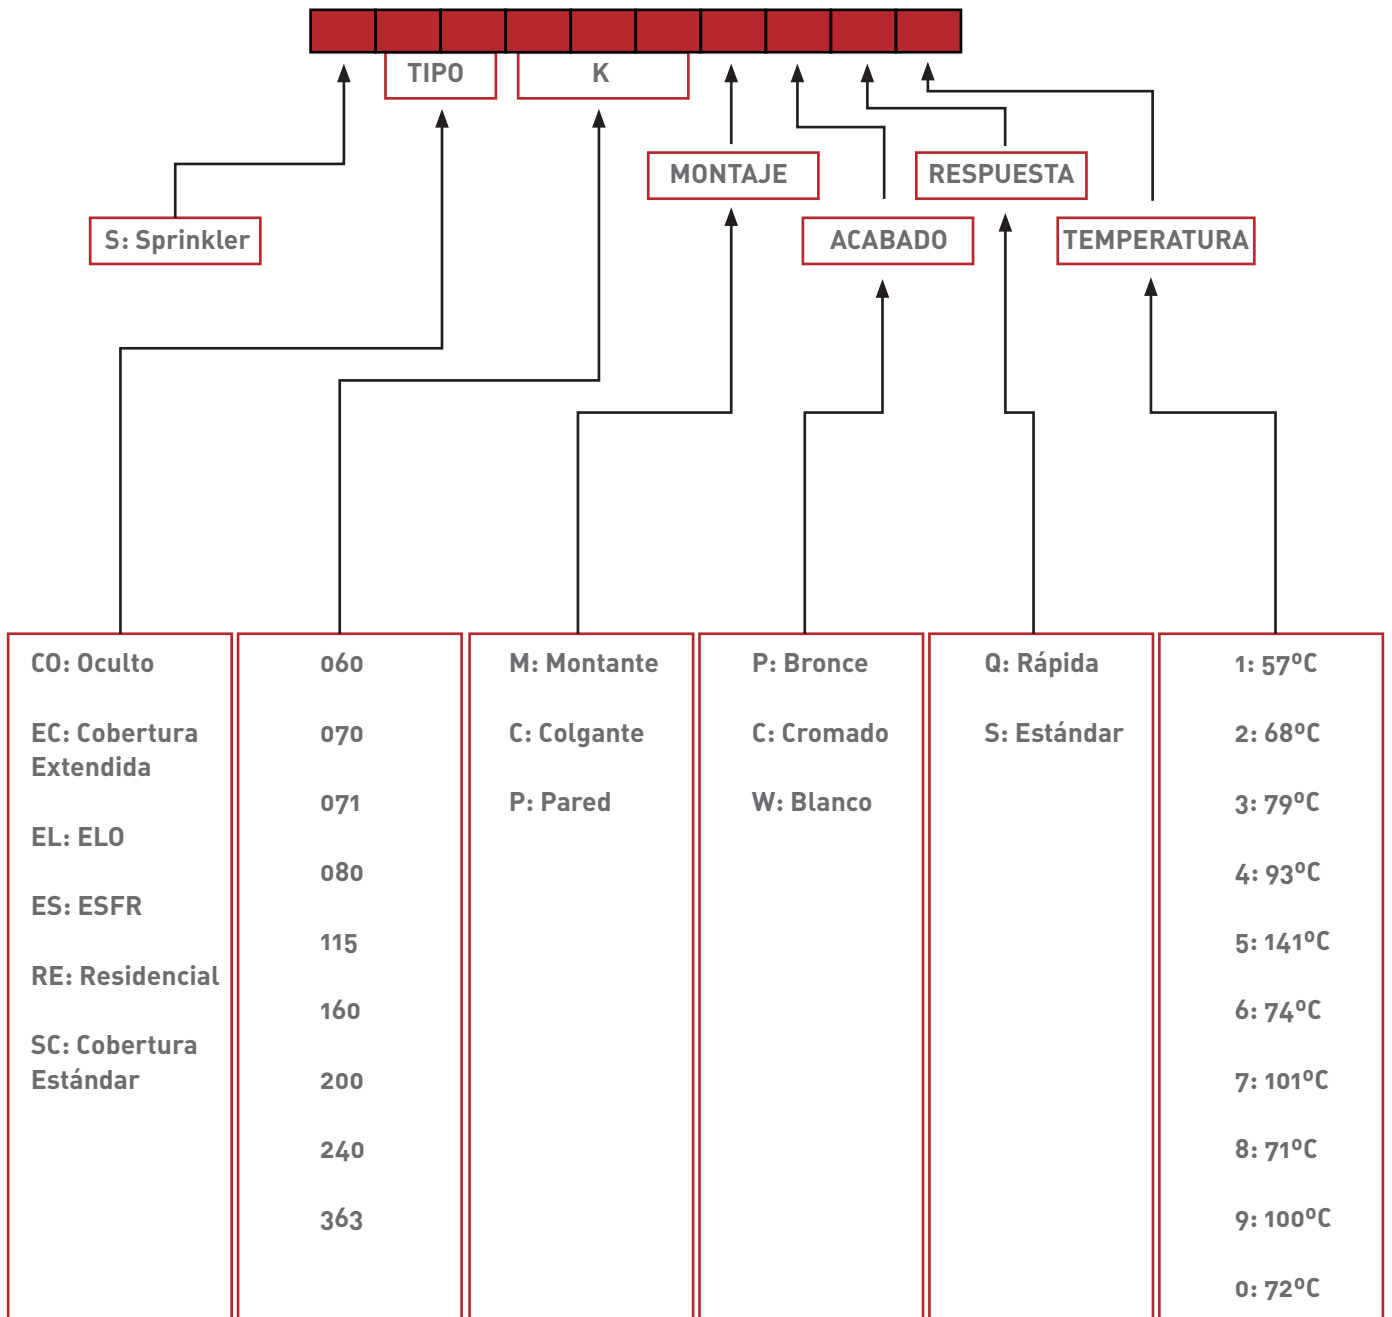 TIPO
K
MONTAJE
RESPUESTA
S: Sprinkler
ACABADO
TEMPERATURA
CO: Oculto
EC: Cobertura
Extendida
EL: ELO
ES: ESFR
RE: Residencial
SC: Cobertura
Estándar
060
070
071
080
115
160
200
240
363
M: Montante
C: Colgante
P: Pared
P: Bronce
C: Cromado
W: Blanco
Q: Rápida
S: Estándar
1: 57ºC
2: 68ºC
3: 79ºC
4: 93ºC
5: 141ºC
6: 74ºC
7: 101ºC
8: 71ºC
9: 100ºC
0: 72ºC